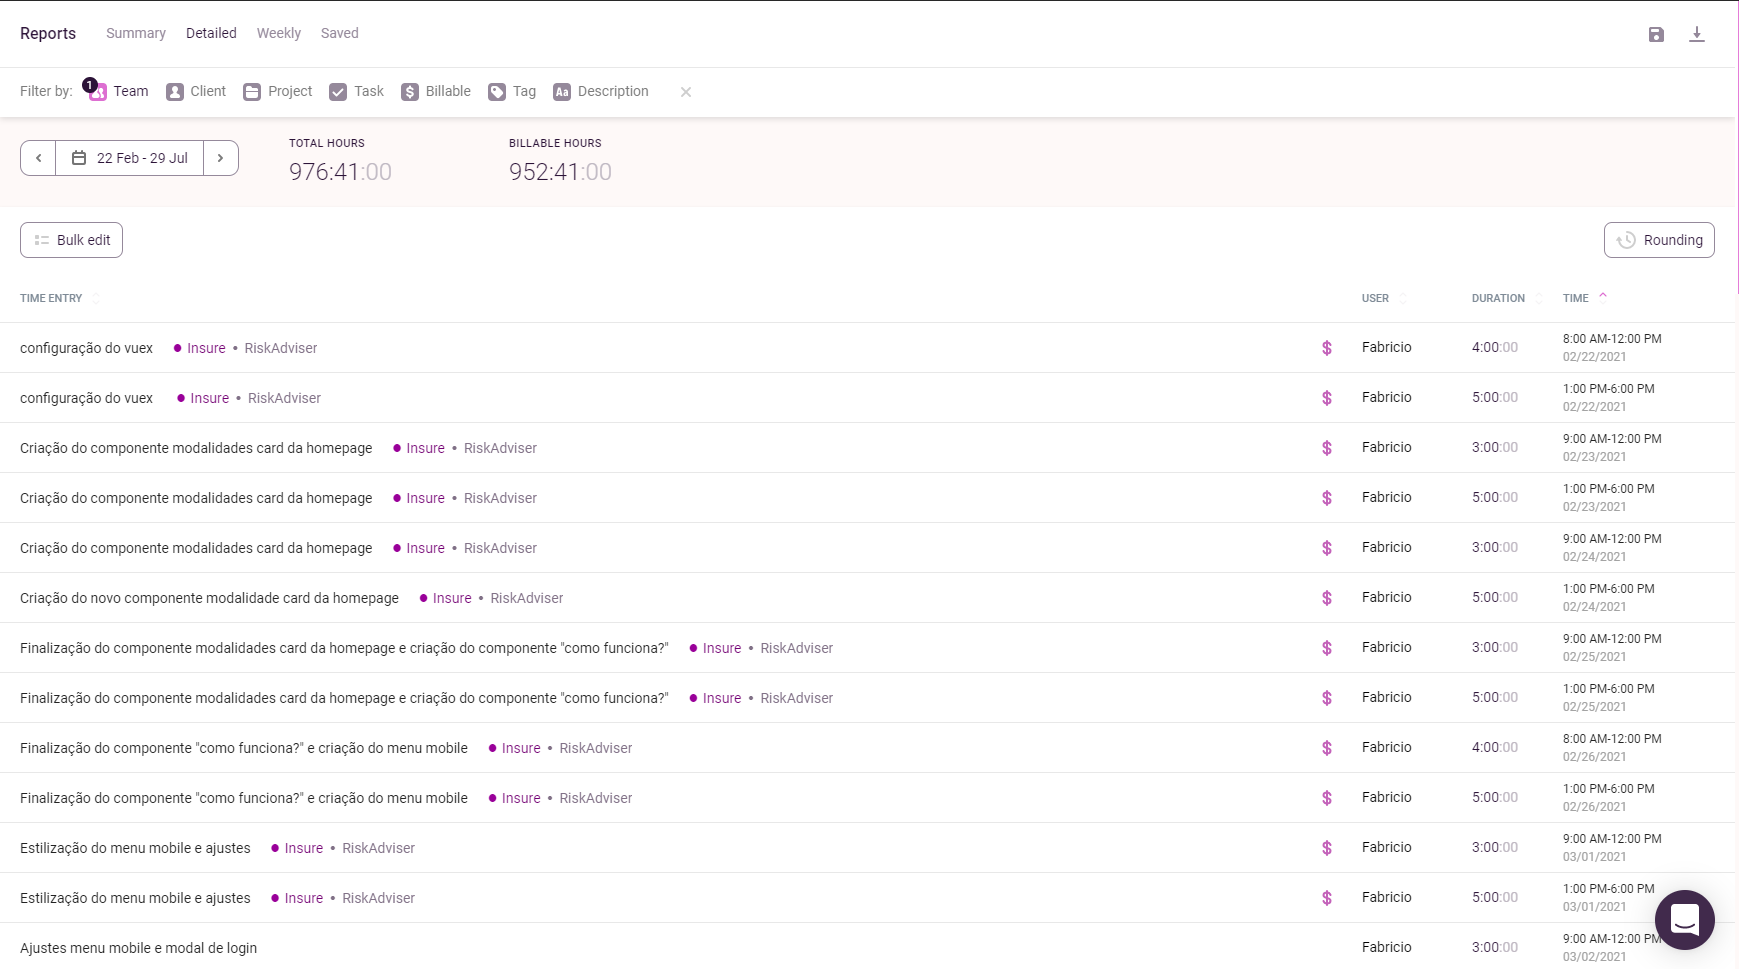 Reports Summary Detailed Weekly Saved
Filter by: 1 Team Client Project Task $ Billable Tag Aa Description
22 Feb - 29 Jul
TOTAL HOURS
976:41:00
BILLABLE HOURS
952:41:00
Bulk edit
Rounding
TIME ENTRY USER DURATION TIME
configuração do vuex • Insure • RiskAdviser $ Fabricio 4:00:00 8:00 AM-12:00 PM
02/22/2021
configuração do vuex • Insure • RiskAdviser $ Fabricio 5:00:00 1:00 PM-6:00 PM
02/22/2021
Criação do componente modalidades card da homepage • Insure • RiskAdviser $ Fabricio 3:00:00 9:00 AM-12:00 PM
02/23/2021
Criação do componente modalidades card da homepage • Insure • RiskAdviser $ Fabricio 5:00:00 1:00 PM-6:00 PM
02/23/2021
Criação do componente modalidades card da homepage • Insure • RiskAdviser $ Fabricio 3:00:00 9:00 AM-12:00 PM
02/24/2021
Criação do novo componente modalidade card da homepage • Insure • RiskAdviser $ Fabricio 5:00:00 1:00 PM-6:00 PM
02/24/2021
Finalização do componente modalidades card da homepage e criação do componente "como funciona?" • Insure • RiskAdviser $ Fabricio 3:00:00 9:00 AM-12:00 PM
02/25/2021
Finalização do componente modalidades card da homepage e criação do componente "como funciona?" • Insure • RiskAdviser $ Fabricio 5:00:00 1:00 PM-6:00 PM
02/25/2021
Finalização do componente "como funciona?" e criação do menu mobile • Insure • RiskAdviser $ Fabricio 4:00:00 8:00 AM-12:00 PM
02/26/2021
Finalização do componente "como funciona?" e criação do menu mobile • Insure • RiskAdviser $ Fabricio 5:00:00 1:00 PM-6:00 PM
02/26/2021
Estilização do menu mobile e ajustes • Insure • RiskAdviser $ Fabricio 3:00:00 9:00 AM-12:00 PM
03/01/2021
Estilização do menu mobile e ajustes • Insure • RiskAdviser $ Fabricio 5:00:00 1:00 PM-6:00 PM
03/01/2021
Ajustes menu mobile e modal de login Fabricio 3:00:00 9:00 AM-12:00 PM
03/02/2021